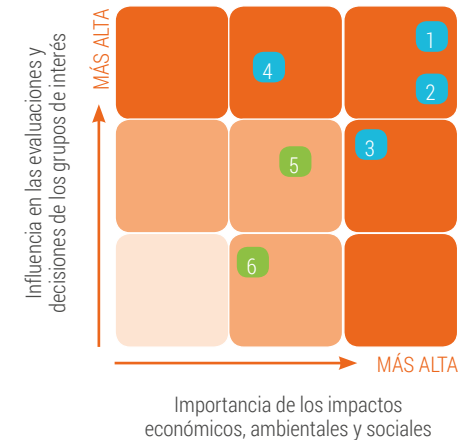 Influencia en las evaluaciones y
decisiones de los grupos de interés
MÁS ALTA
1
4
2
3
5
6
MÁS ALTA
Importancia de los impactos
económicos, ambientales y sociales